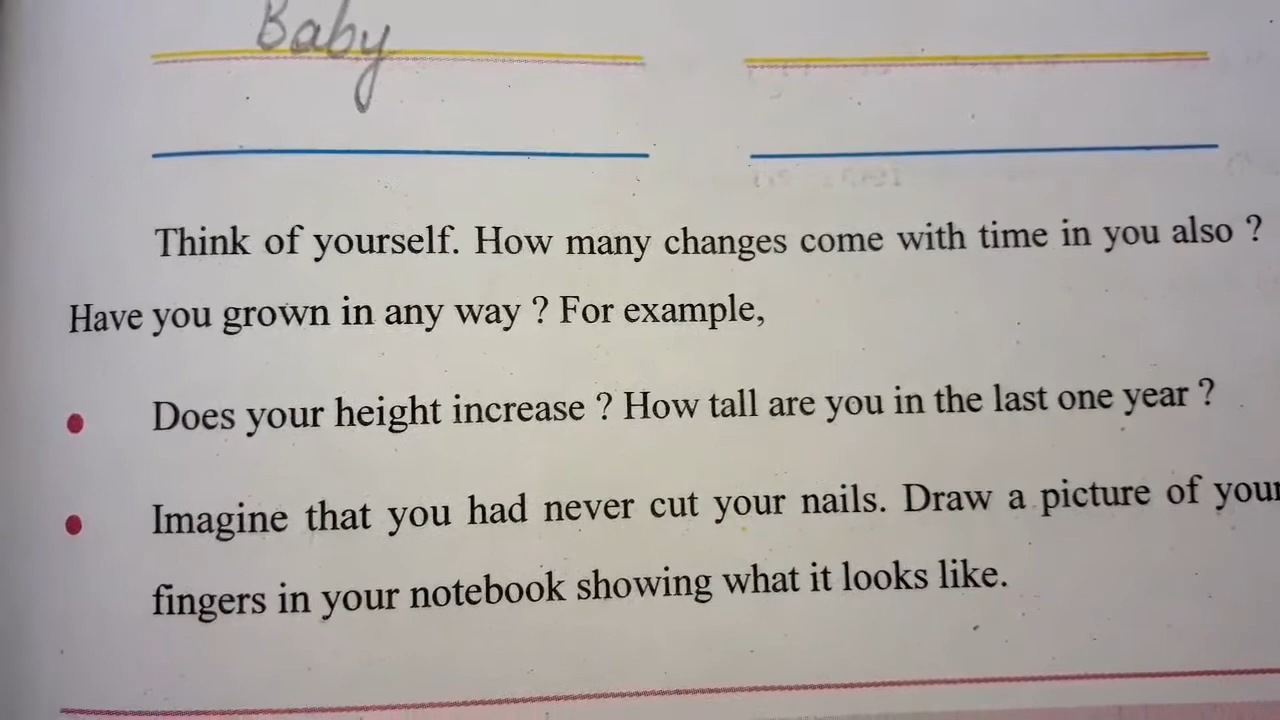 Baby
Think of yourself. How many changes come with time in you also ?
Have you grown in any way ? For example,
Does your height increase ? How tall are you in the last one year ?
Imagine that you had never cut your nails. Draw a picture of your
fingers in your notebook showing what it looks like.